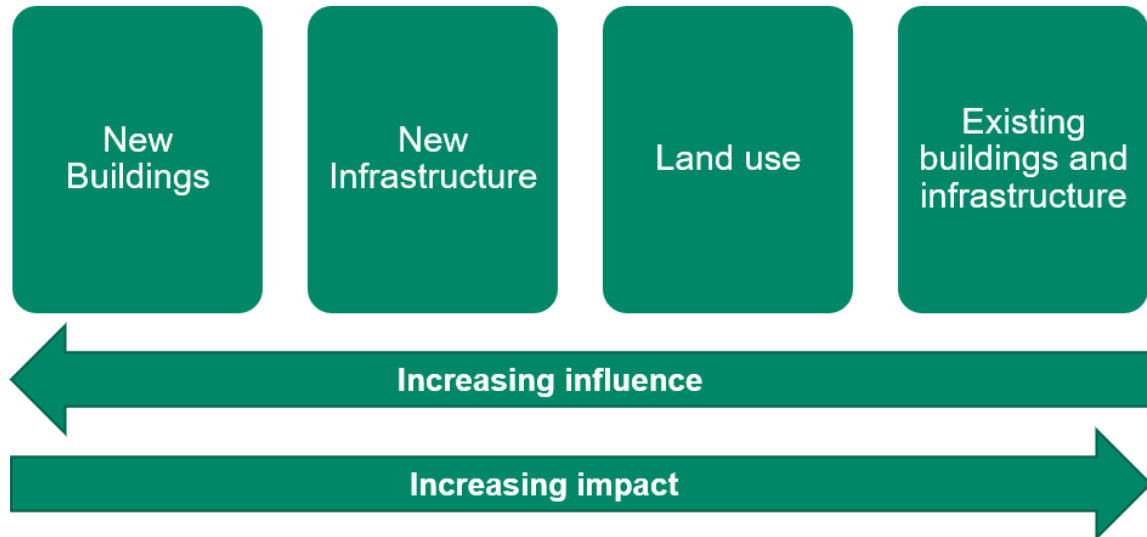 New
Buildings
New
Infrastructure
Land use
Existing
buildings and
infrastructure
Increasing influence
Increasing impact